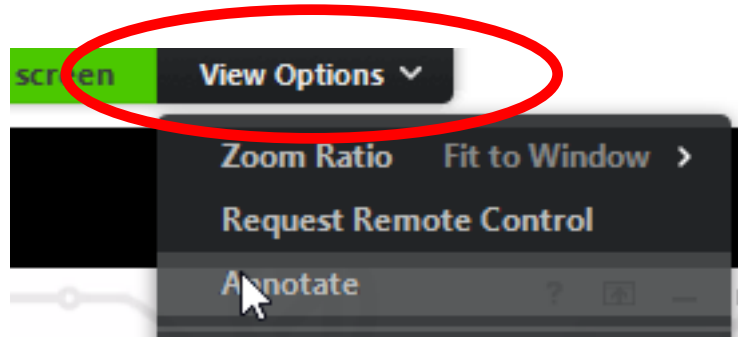 screen View Options
Zoom Ratio Fit to Window >
Request Remote Control
Annotate
?